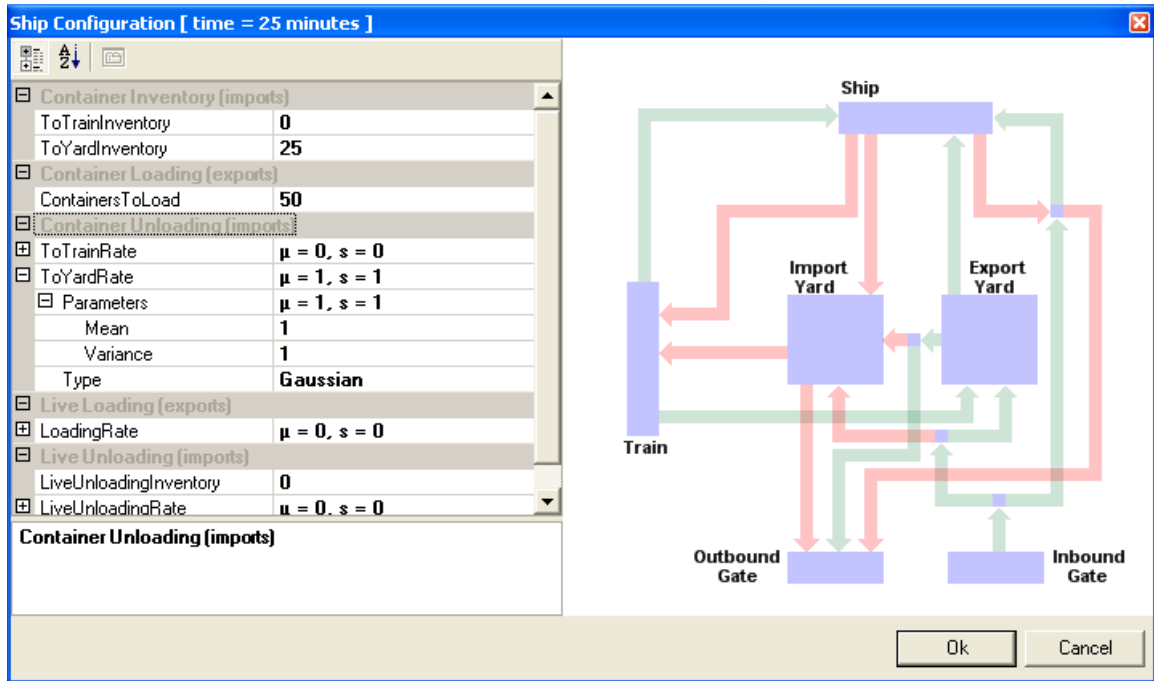 Ship Configuration [ time = 25 minutes ]
Container Inventory (imports)
ToTrainInventory 0
ToYardInventory 25
Container Loading (exports)
ContainersToLoad 50
Container Unloading (imports)
ToTrainRate μ = 0, s = 0
ToYardRate μ = 1, s = 1
Parameters μ = 1, s = 1
Mean 1
Variance 1
Type Gaussian
Live Loading (exports)
LoadingRate μ = 0, s = 0
Live Unloading (imports)
LiveUnloadingInventory 0
LiveUnloadingRate μ = 0, s = 0
Container Unloading (imports)
Ship
Import
Yard
Export
Yard
Train
Outbound
Gate
Inbound
Gate
Ok
Cancel